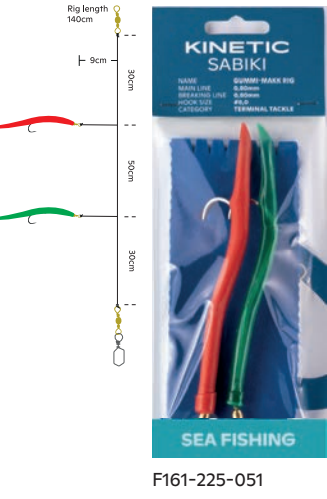 Rig length
140cm
9cm
30cm
50cm
30cm
KINETIC
SABIKI
NAME GUMMI-MAKK RIG
MAIN LINE 0,80mm
BREAKING LINE 0,60mm
HOOK SIZE #6,0
CATEGORY TERMINAL TACKLE
SEA FISHING
F161-225-051